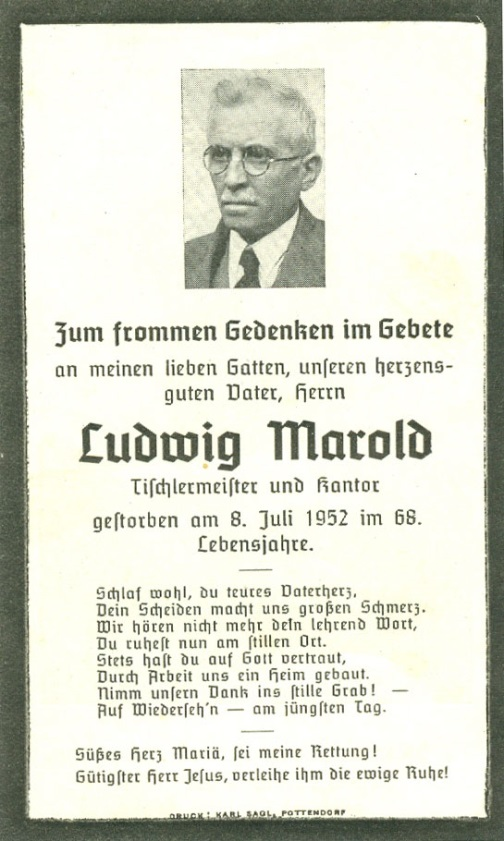 Zum frommen Gedenken im Gebete
an meinen lieben Gatten, unseren herzens-
guten Vater, Herrn
Ludwig Marold
Tischlermeister und Kantor
gestorben am 8. Juli 1952 im 68.
Lebensjahre.
Schlaf wohl, du teures Vaterherz,
Dein Scheiden macht uns großen Schmerz.
Wir hören nicht mehr deIn lehrend Wort,
Du ruhest nun am stillen Ort.
Stets hast du auf Gott vertraut,
Durch Arbeit uns ein Heim gebaut.
Nimm unsern Dank ins stille Grab! —
Auf Wiederseh'n — am jüngsten Tag.
Süßes Herz Mariä, sei meine Rettung!
Gütigster Herr Jesus, verleihe ihm die ewige Ruhe!
DRUCK: KARL SAGL, POTTENDORF